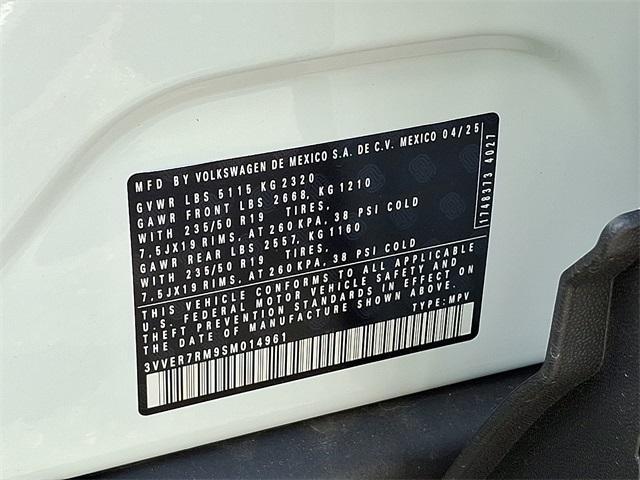 MFD BY VOLKSWAGEN DE MEXICO S.A. DE C.V. MEXICO 04/25
GVWR LBS 5115 KG 2320
GAWR FRONT LBS 2668, KG 1210
WITH 235/50 R19 TIRES,
7,5JX19 RIMS, AT 260 KPA, 38 PSI COLD
GAWR REAR LBS 2557, KG 1160
WITH 235/50 R19 TIRES,
7,5JX19 RIMS, AT 260 KPA, 38 PSI COLD
THIS VEHICLE CONFORMS TO ALL APPLICABLE
U.S. FEDERAL MOTOR VEHICLE SAFETY AND
THEFT PREVENTION STANDARDS IN EFFECT ON
THE DATE OF MANUFACTURE SHOWN ABOVE.
3VVER7RM9SM014961 TYPE: MPV
1748373 4027